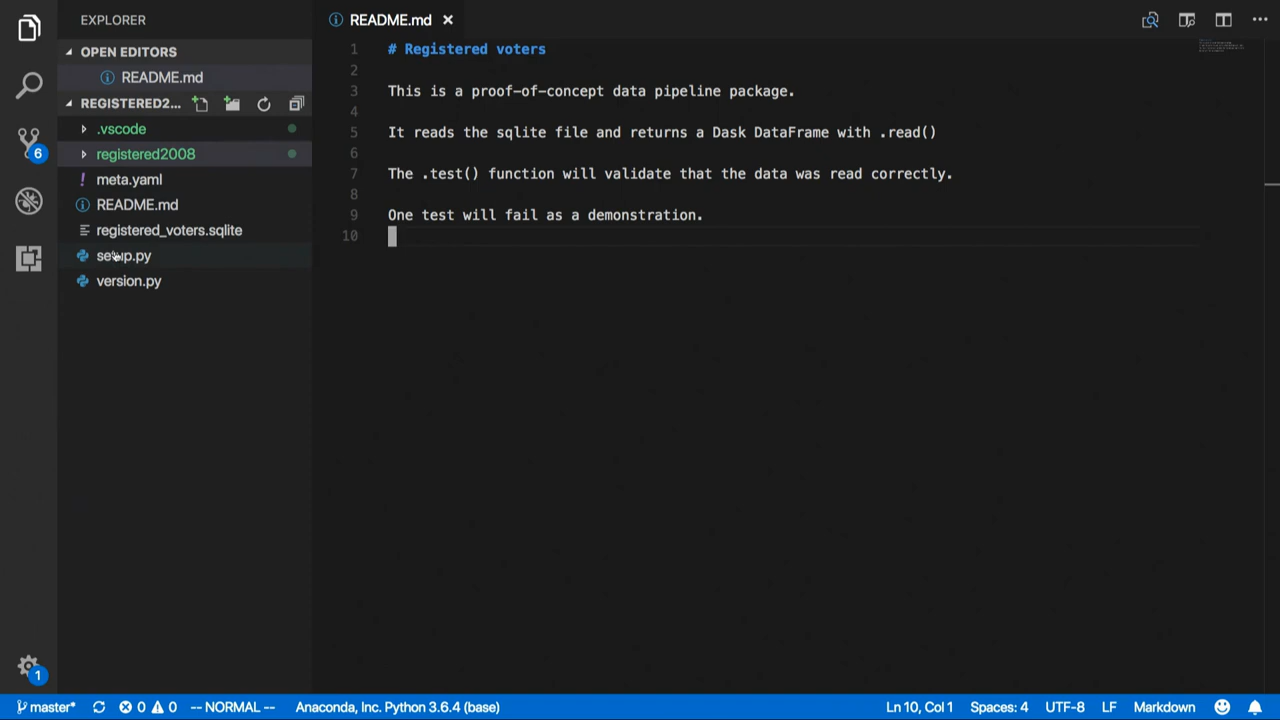 EXPLORER
OPEN EDITORS
README.md
REGISTERED2...
.vscode
registered2008
meta.yaml
README.md
registered_voters.sqlite
setup.py
version.py
6
1
README.md
1 # Registered voters
2
3 This is a proof-of-concept data pipeline package.
4
5 It reads the sqlite file and returns a Dask DataFrame with .read()
6
7 The .test() function will validate that the data was read correctly.
8
9 One test will fail as a demonstration.
10
master* 0 0 -- NORMAL -- Anaconda, Inc. Python 3.6.4 (base) Ln 10, Col 1 Spaces: 4 UTF-8 LF Markdown